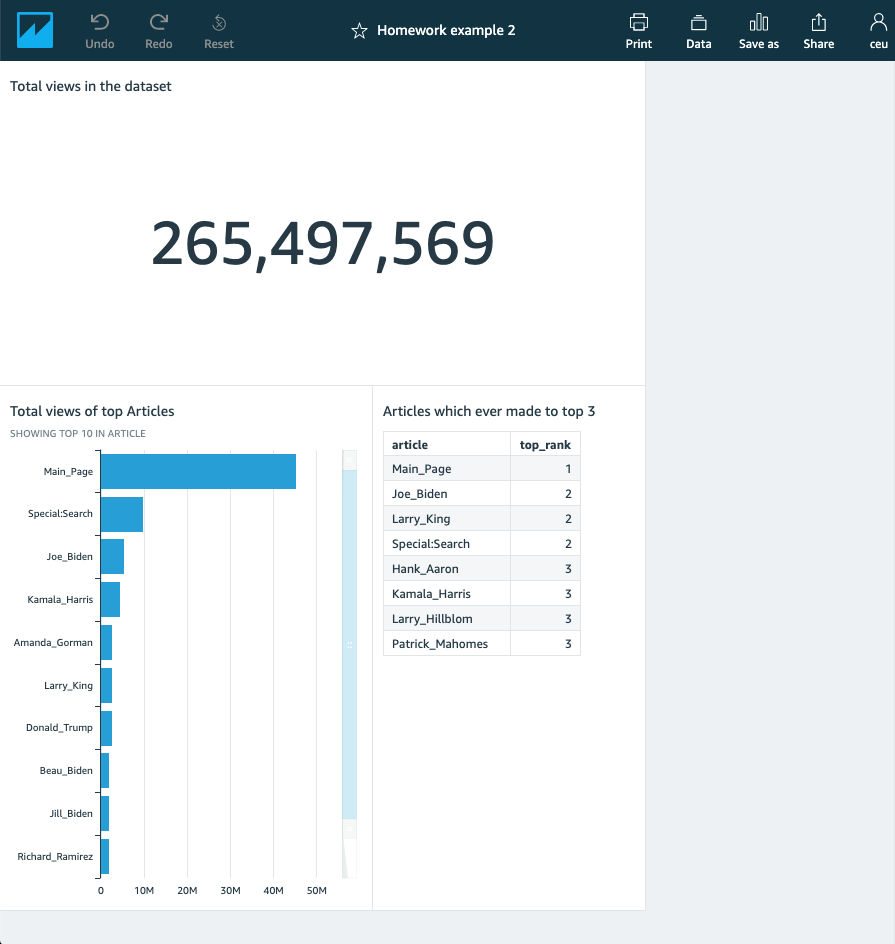 Undo Redo Reset Homework example 2 Print Data Save as Share ceu
Total views in the dataset
265,497,569
Total views of top Articles
SHOWING TOP 10 IN ARTICLE
Main_Page
Special:Search
Joe_Biden
Kamala_Harris
Amanda_Gorman
Larry_King
Donald_Trump
Beau_Biden
Jill_Biden
Richard_Ramirez
0 10M 20M 30M 40M 50M
Articles which ever made to top 3
article top_rank
Main_Page 1
Joe_Biden 2
Larry_King 2
Special:Search 2
Hank_Aaron 3
Kamala_Harris 3
Larry_Hillblom 3
Patrick_Mahomes 3